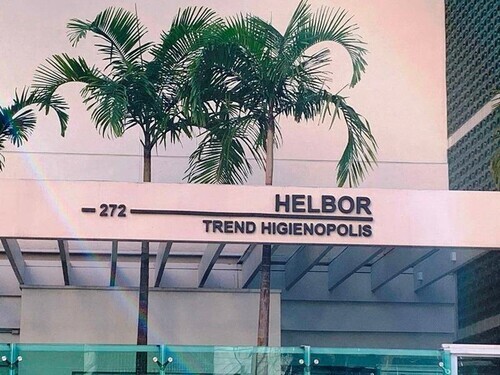 272 HELBOR
TREND HIGIENOPOLIS